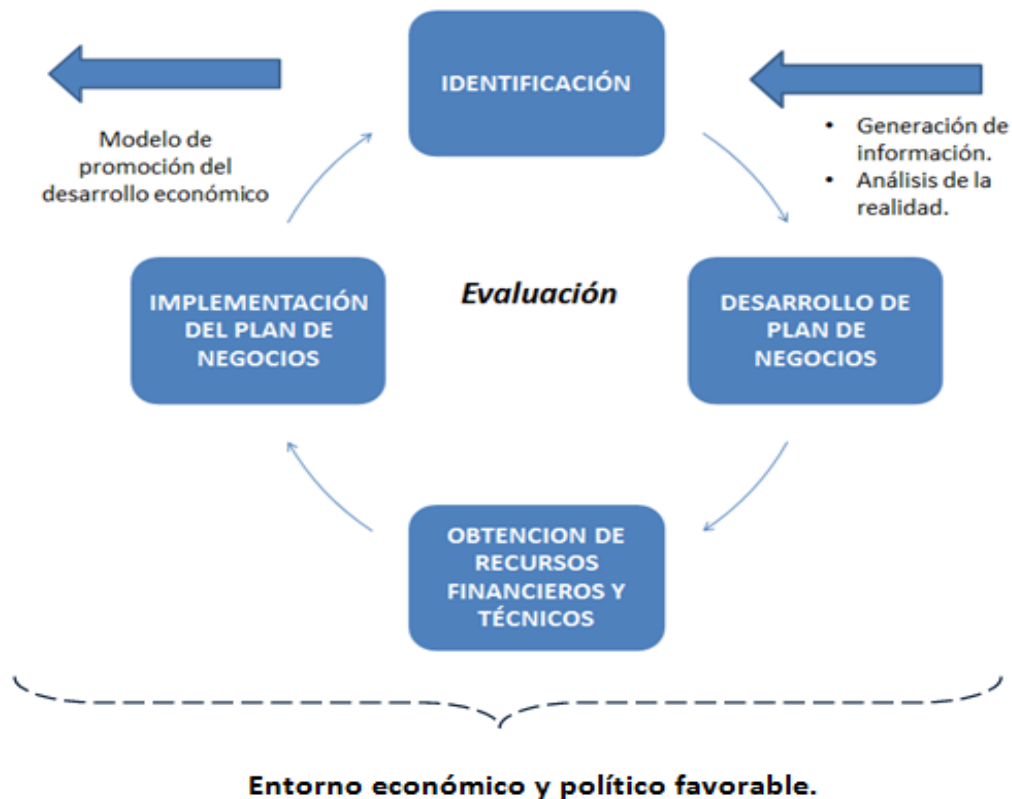 IDENTIFICACIÓN
Modelo de
promoción del
desarrollo económico
• Generación de
información.
• Análisis de la
realidad.
IMPLEMENTACIÓN
DEL PLAN DE
NEGOCIOS
Evaluación
DESARROLLO DE
PLAN DE
NEGOCIOS
OBTENCION DE
RECURSOS
FINANCIEROS Y
TÉCNICOS
Entorno económico y político favorable.